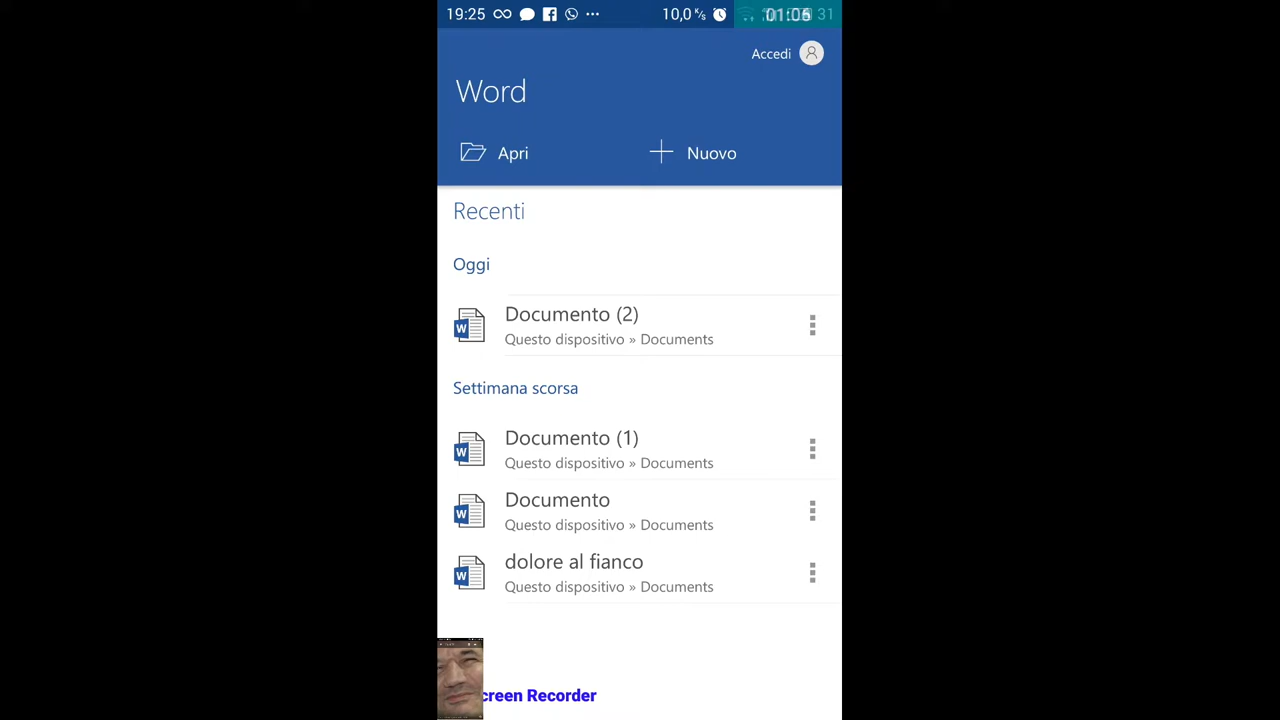 19:25 10,0 K/s 01:05 31
Accedi
Word
Apri Nuovo
Recenti
Oggi
Documento (2)
Questo dispositivo » Documents
Settimana scorsa
Documento (1)
Questo dispositivo » Documents
Documento
Questo dispositivo » Documents
dolore al fianco
Questo dispositivo » Documents
creen Recorder